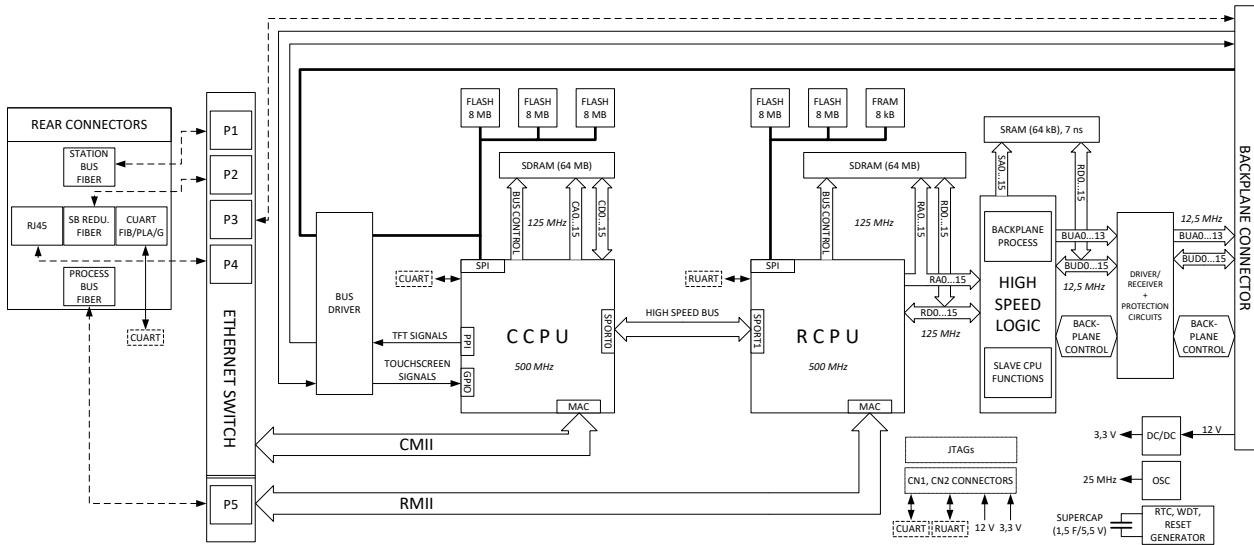 REAR CONNECTORS
STATION
BUS
FIBER
RJ45
SB REDU.
FIBER
CUART
FIB/PLA/G
PROCESS
BUS
FIBER
CUART
P1
P2
P3
P4
ETHERNET SWITCH
P5
BUS
DRIVER
FLASH
8 MB
FLASH
8 MB
FLASH
8 MB
SDRAM (64 MB)
BUS CONTROL
125 MHz
CA0...15
CD0...15
SPI
CUART
TFT SIGNALS
TOUCHSCREEN
SIGNALS
PPI
GPIO
CCPU
500 MHz
SPORT0
MAC
HIGH SPEED BUS
CMII
RMII
FLASH
8 MB
FLASH
8 MB
FRAM
8 kB
SDRAM (64 MB)
BUS CONTROL
125 MHz
RA0...15
RD0...15
SPI
RUART
SPORT1
RCPU
500 MHz
MAC
RA0...15
RD0...15
125 MHz
SRAM (64 kB), 7 ns
SA0...15
RD0...15
BACKPLANE
PROCESS
HIGH
SPEED
LOGIC
SLAVE CPU
FUNCTIONS
BUA0...13
BUD0...15
12,5 MHz
BACK-
PLANE
CONTROL
DRIVER/
RECEIVER
+
PROTECTION
CIRCUITS
12,5 MHz
BUA0...13
BUD0...15
BACK-
PLANE
CONTROL
BACKPLANE CONNECTOR
JTAGs
CN1, CN2 CONNECTORS
CUART
RUART
12 V
3,3 V
3,3 V
DC/DC
12 V
25 MHz
OSC
SUPERCAP
(1,5 F/5,5 V)
RTC, WDT,
RESET
GENERATOR